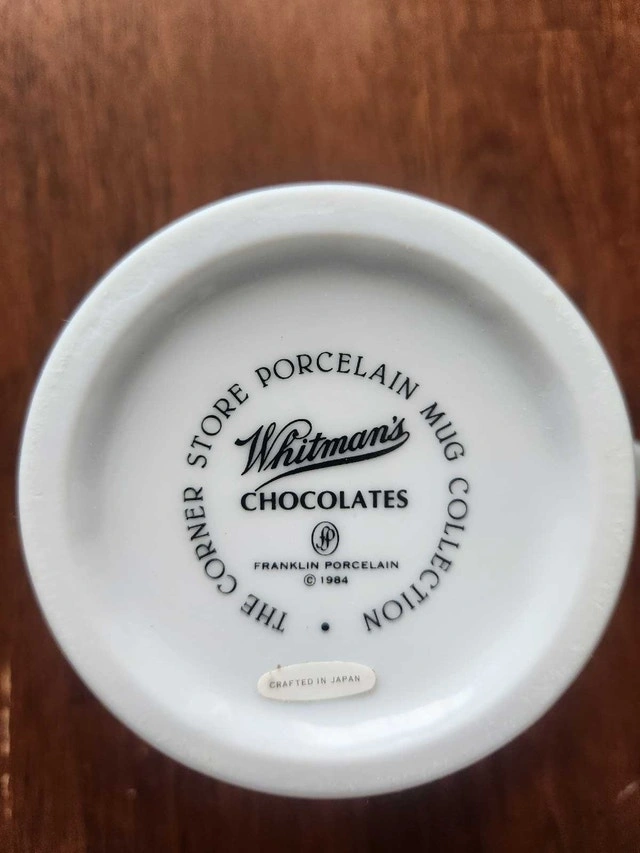 THE CORNER STORE PORCELAIN MUG COLLECTION
Whitman's
CHOCOLATES
FP
FRANKLIN PORCELAIN
© 1984
CRAFTED IN JAPAN